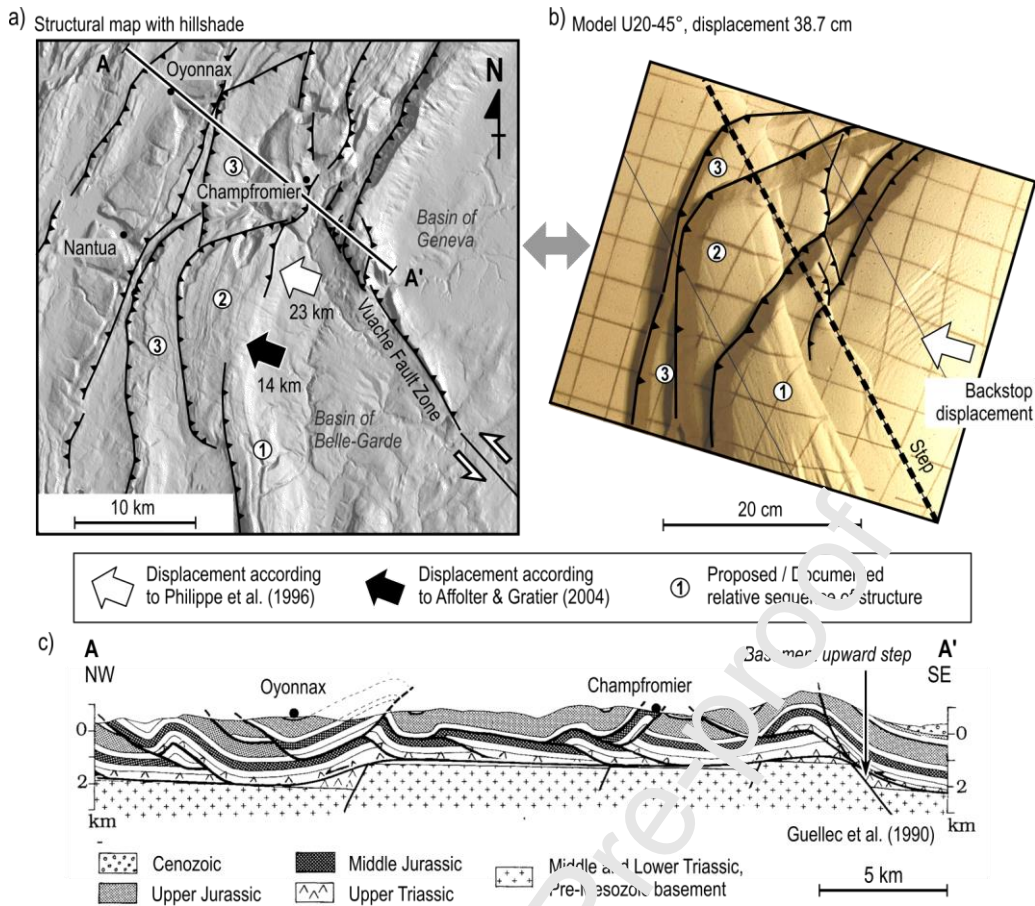 a) Structural map with hillshade
A
Oyonnax
N
3
Champfromier
Basin of
Geneva
Nantua
A'
2
23 km
3
14 km
Vuache Fault Zone
Basin of
Belle-Garde
1
10 km
b) Model U20-45°, displacement 38.7 cm
3
2
3
1
Backstop
displacement
Step
20 cm
Displacement according
to Philippe et al. (1996)
Displacement according
to Affolter & Gratier (2004)
1
Proposed / Documented
relative sequence of structure
c)
A
NW
Oyonnax
Champfromier
Basement upward step
A'
SE
0
2
km
0
2
km
Guellec et al. (1990)
Cenozoic
Upper Jurassic
Middle Jurassic
Upper Triassic
Middle and Lower Triassic,
Pre-Mesozoic basement
5 km
Pre-proof